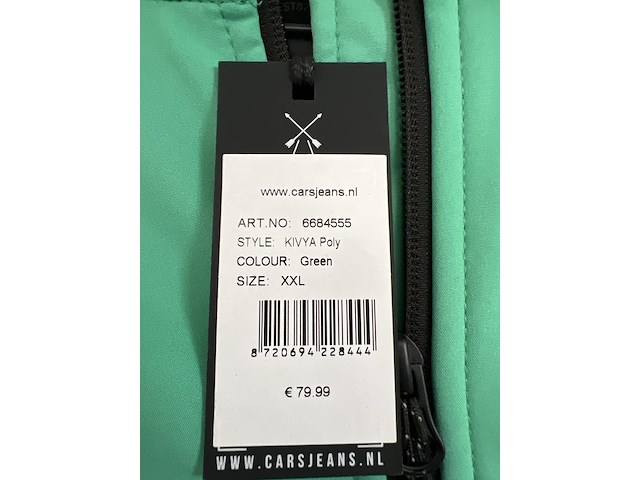 www.carsjeans.nl
ART.NO: 6684555
STYLE: KIVYA Poly
COLOUR: Green
SIZE: XXL
8 720694 228444
€ 79.99
WWW.CARSJEANS.NL